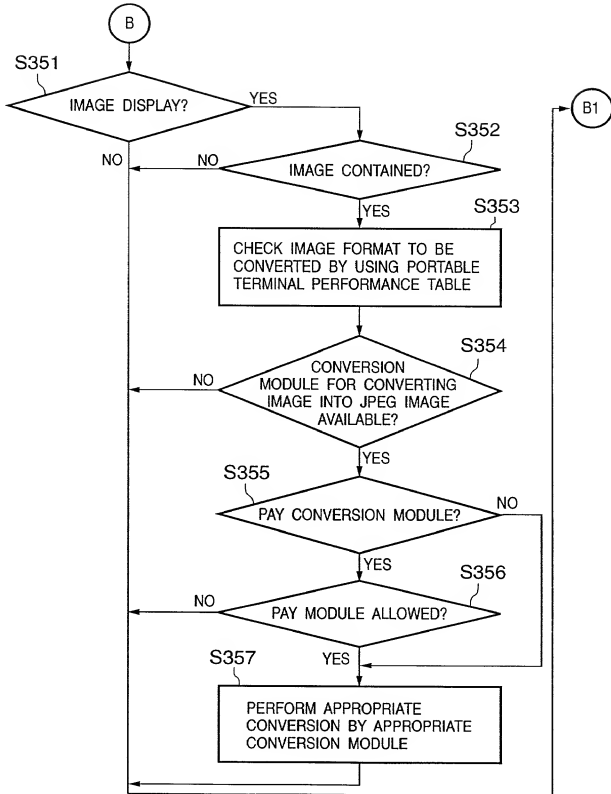 B
S351
IMAGE DISPLAY?
YES
B1
S352
NO
NO
IMAGE CONTAINED?
YES
S353
CHECK IMAGE FORMAT TO BE
CONVERTED BY USING PORTABLE
TERMINAL PERFORMANCE TABLE
S354
CONVERSION
MODULE FOR CONVERTING
IMAGE INTO JPEG IMAGE
AVAILABLE?
NO
YES
S355
PAY CONVERSION MODULE?
NO
YES
S356
NO
PAY MODULE ALLOWED?
YES
S357
PERFORM APPROPRIATE
CONVERSION BY APPROPRIATE
CONVERSION MODULE